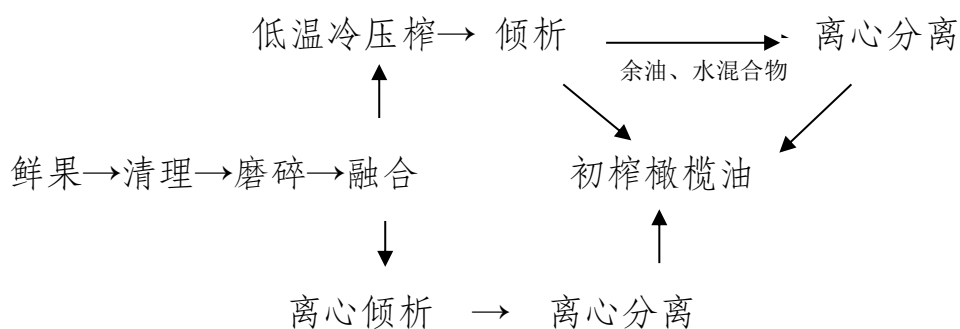 低温冷压榨→ 倾析 离心分离
余油、水混合物
鲜果→清理→磨碎→融合 初榨橄榄油
离心倾析 → 离心分离